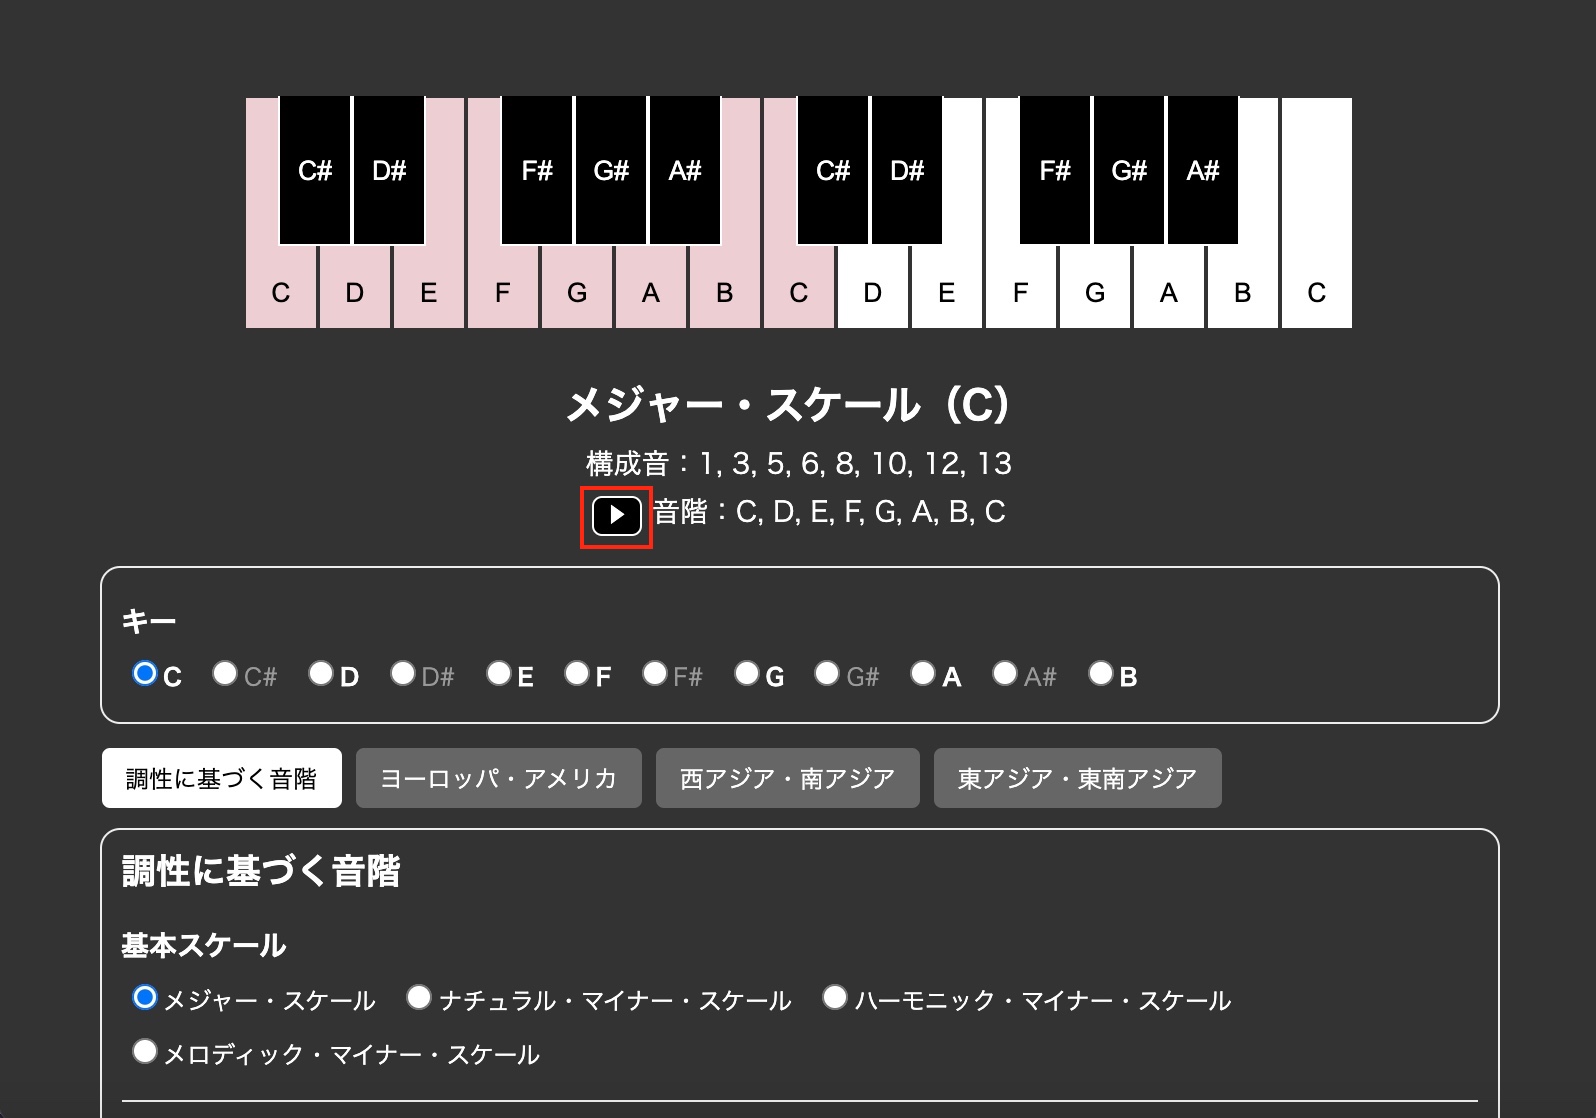 C# D# F# G# A# C# D# F# G# A#
C D E F G A B C D E F G A B C
メジャー・スケール（C）
構成音：1, 3, 5, 6, 8, 10, 12, 13
音階：C, D, E, F, G, A, B, C
キー
C C# D D# E F F# G G# A A# B
調性に基づく音階 ヨーロッパ・アメリカ 西アジア・南アジア 東アジア・東南アジア
調性に基づく音階
基本スケール
メジャー・スケール ナチュラル・マイナー・スケール ハーモニック・マイナー・スケール
メロディック・マイナー・スケール